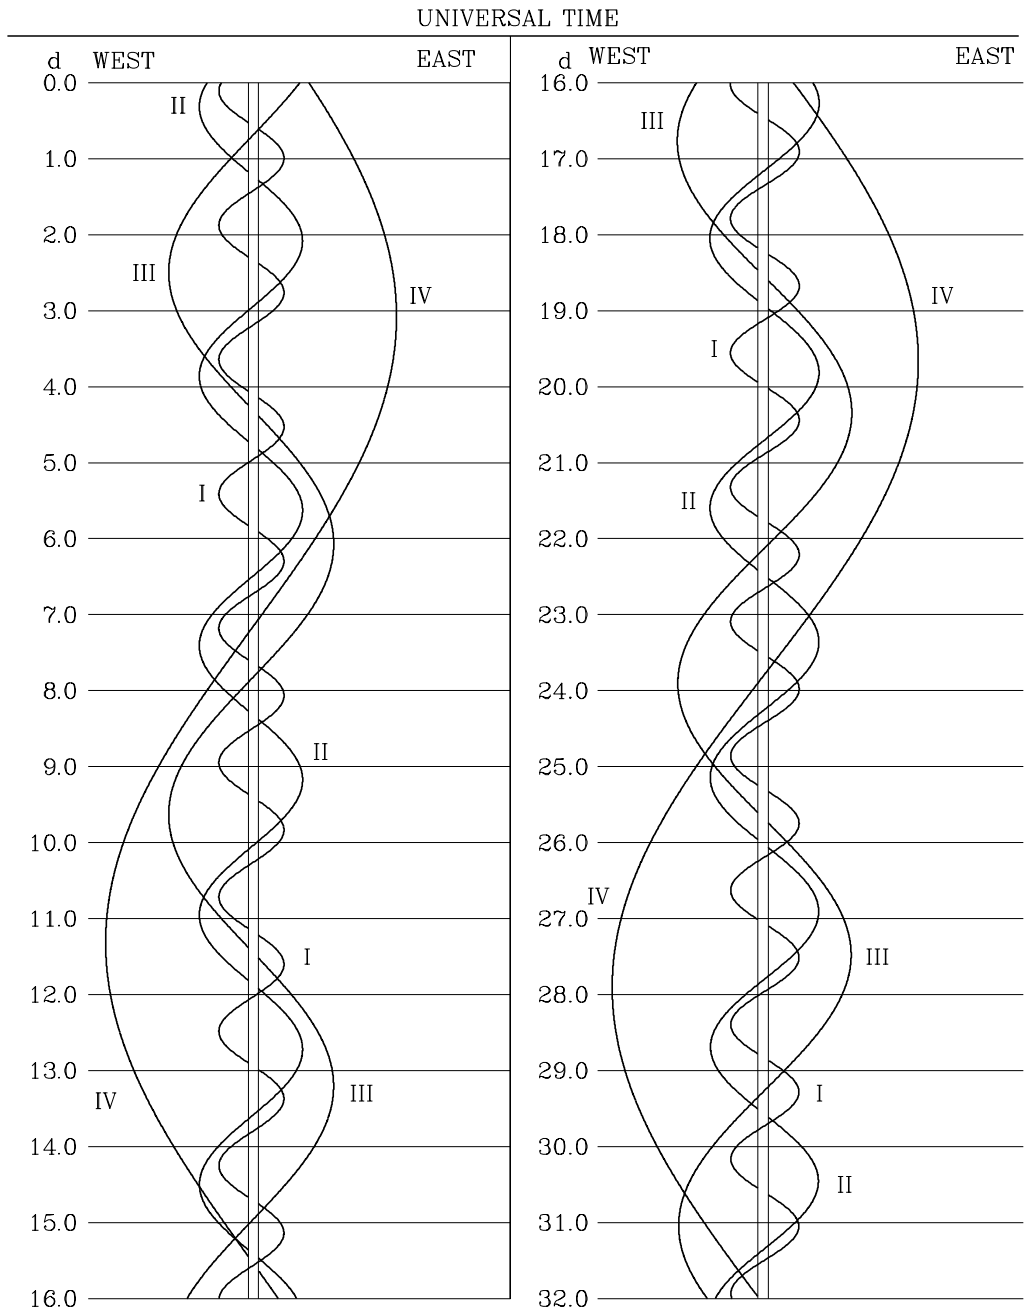 UNIVERSAL TIME
d WEST EAST
0.0
II
1.0
2.0
III
IV
3.0
4.0
5.0
I
6.0
7.0
8.0
II
9.0
10.0
11.0
I
12.0
13.0
IV
III
14.0
15.0
16.0
d WEST EAST
16.0
III
17.0
18.0
IV
19.0
I
20.0
21.0
II
22.0
23.0
24.0
25.0
26.0
IV
27.0
III
28.0
29.0
I
30.0
II
31.0
32.0